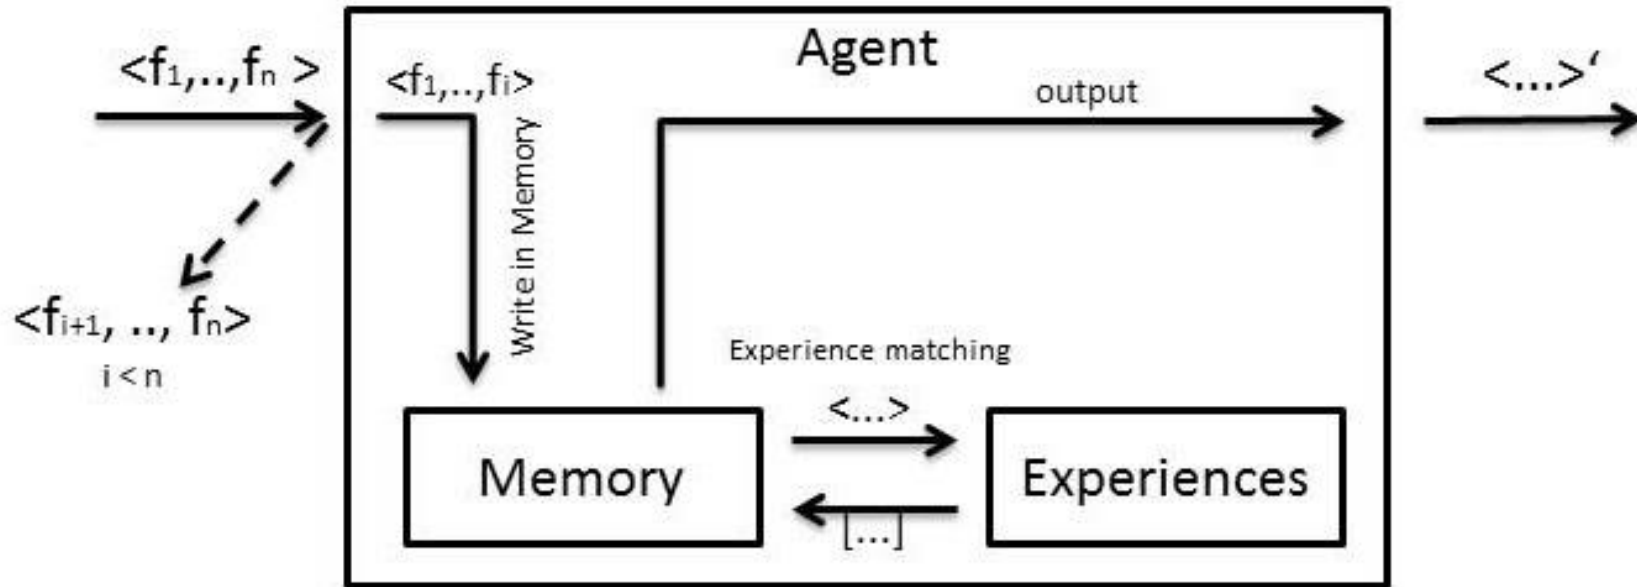 Agent
<f1,..,fn >
<f1,..,fi>
output
<...>‘
Write in Memory
<fi+1, .., fn>
i < n
Experience matching
<...>
Memory
Experiences
[...]